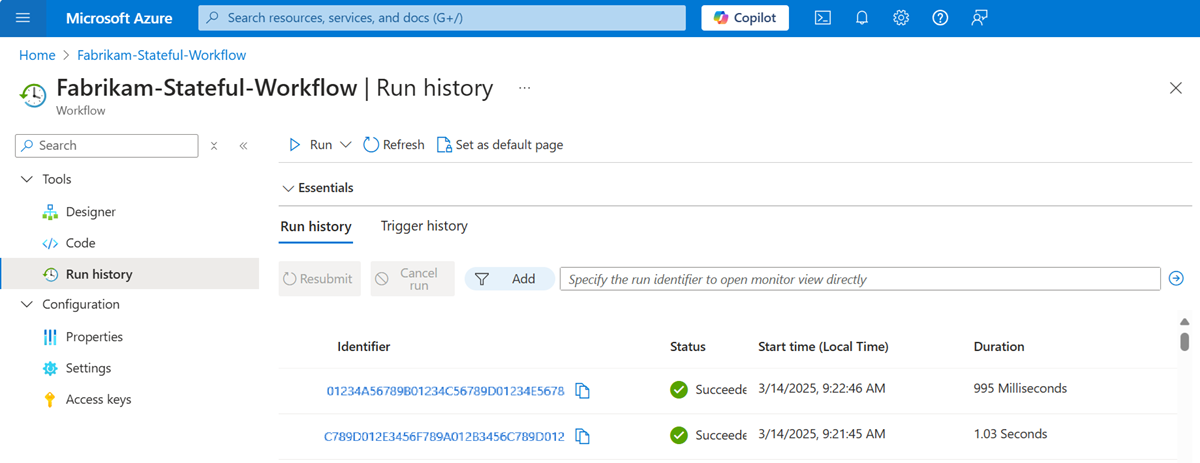 Microsoft Azure
Search resources, services, and docs (G+/)
Copilot
Home > Fabrikam-Stateful-Workflow
Fabrikam-Stateful-Workflow | Run history ...
Workflow
Search
Run
Refresh
Set as default page
Tools
Designer
Code
Run history
Configuration
Properties
Settings
Access keys
Essentials
Run history Trigger history
Resubmit
Cancel
run
Add
Specify the run identifier to open monitor view directly
Identifier Status Start time (Local Time) Duration
01234A56789B01234C56789D01234E5678 Succeede 3/14/2025, 9:22:46 AM 995 Milliseconds
C789D012E3456F789A012B3456C789D012 Succeede 3/14/2025, 9:21:45 AM 1.03 Seconds